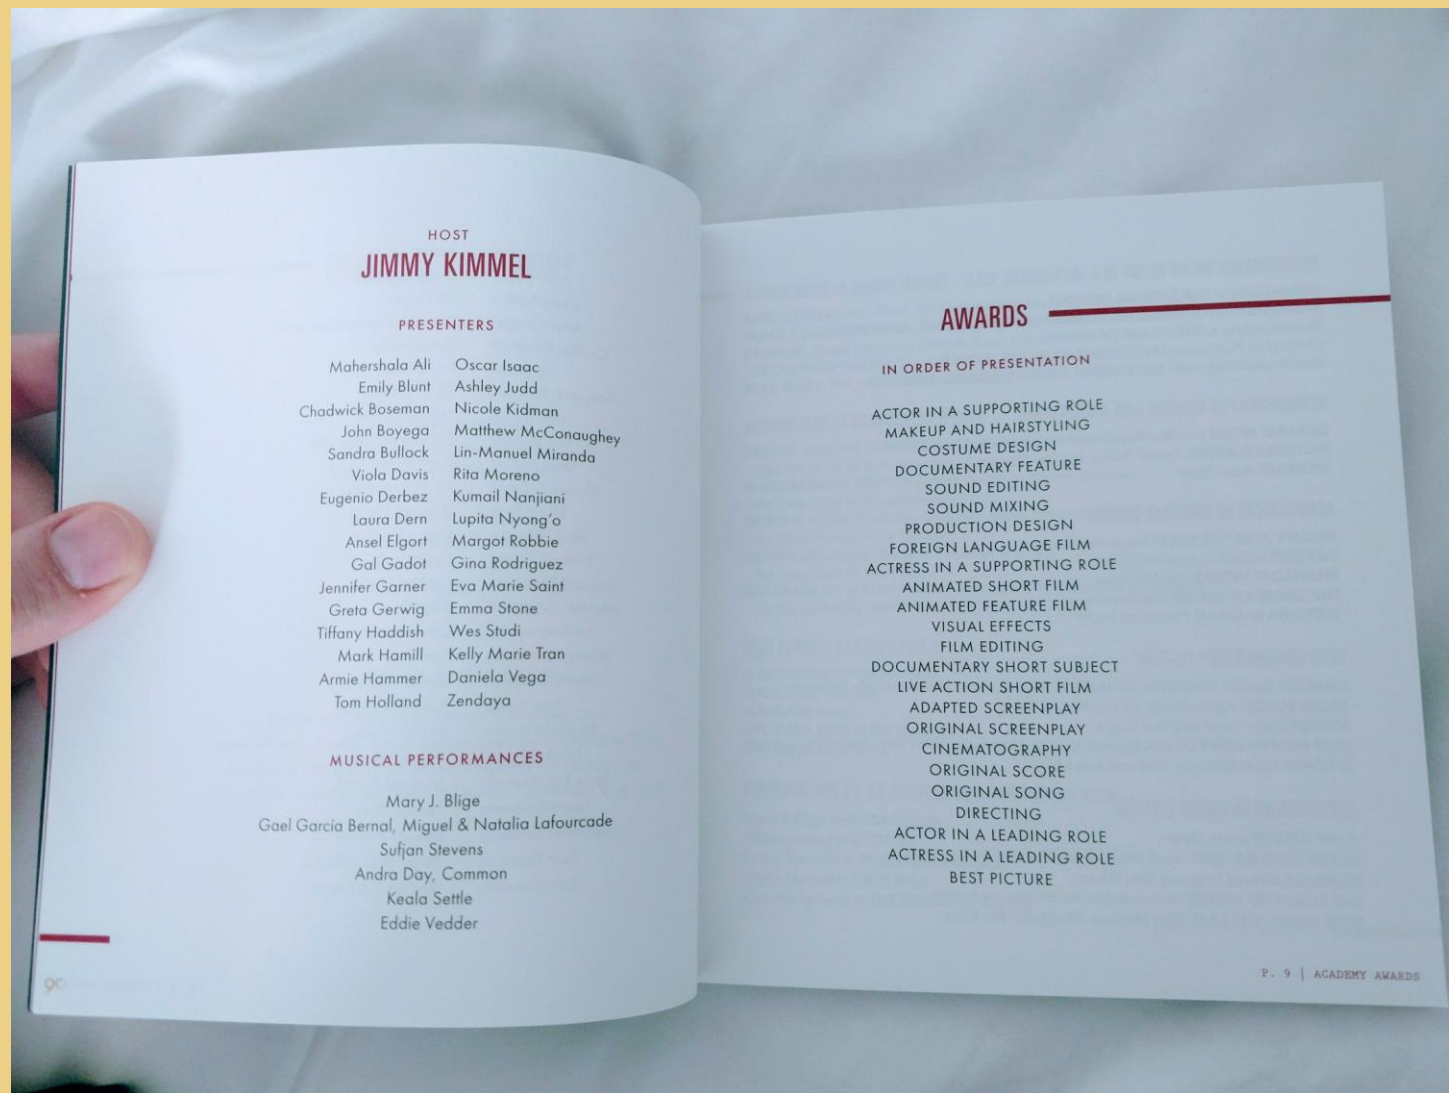 HOST
JIMMY KIMMEL
PRESENTERS
Mahershala Ali Oscar Isaac
Emily Blunt Ashley Judd
Chadwick Boseman Nicole Kidman
John Boyega Matthew McConaughey
Sandra Bullock Lin-Manuel Miranda
Viola Davis Rita Moreno
Eugenio Derbez Kumail Nanjiani
Laura Dern Lupita Nyong'o
Ansel Elgort Margot Robbie
Gal Gadot Gina Rodriguez
Jennifer Garner Eva Marie Saint
Greta Gerwig Emma Stone
Tiffany Haddish Wes Studi
Mark Hamill Kelly Marie Tran
Armie Hammer Daniela Vega
Tom Holland Zendaya
MUSICAL PERFORMANCES
Mary J. Blige
Gael García Bernal, Miguel & Natalia Lafourcade
Sufjan Stevens
Andra Day, Common
Keala Settle
Eddie Vedder
90
AWARDS
IN ORDER OF PRESENTATION
ACTOR IN A SUPPORTING ROLE
MAKEUP AND HAIRSTYLING
COSTUME DESIGN
DOCUMENTARY FEATURE
SOUND EDITING
SOUND MIXING
PRODUCTION DESIGN
FOREIGN LANGUAGE FILM
ACTRESS IN A SUPPORTING ROLE
ANIMATED SHORT FILM
ANIMATED FEATURE FILM
VISUAL EFFECTS
FILM EDITING
DOCUMENTARY SHORT SUBJECT
LIVE ACTION SHORT FILM
ADAPTED SCREENPLAY
ORIGINAL SCREENPLAY
CINEMATOGRAPHY
ORIGINAL SCORE
ORIGINAL SONG
DIRECTING
ACTOR IN A LEADING ROLE
ACTRESS IN A LEADING ROLE
BEST PICTURE
P. 9 | ACADEMY AWARDS